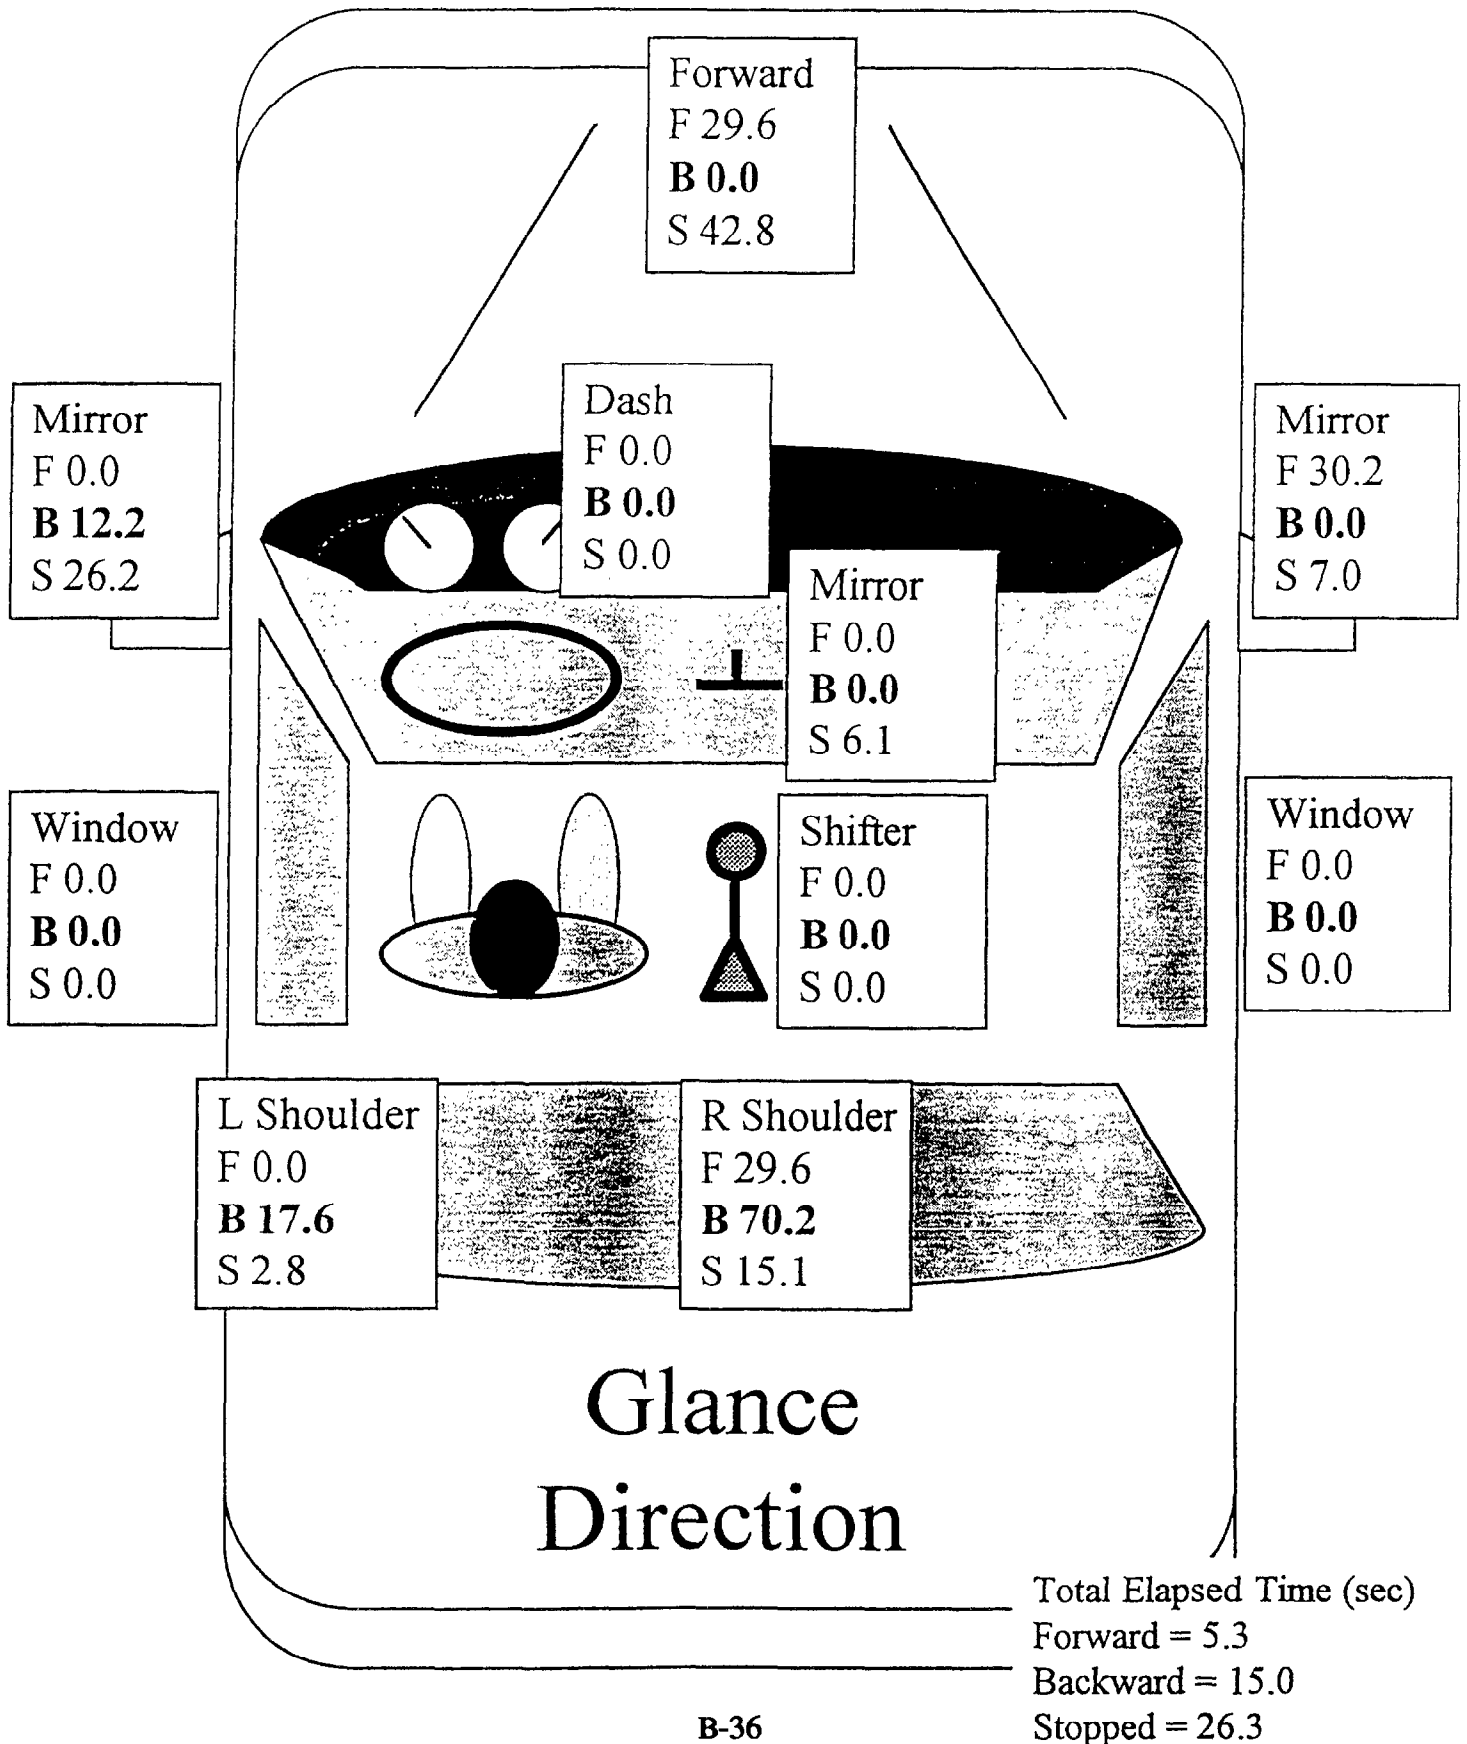 Forward
F 29.6
B 0.0
S 42.8
Mirror
F 0.0
B 12.2
S 26.2
Dash
F 0.0
B 0.0
S 0.0
Mirror
F 30.2
B 0.0
S 7.0
Mirror
F 0.0
B 0.0
S 6.1
Window
F 0.0
B 0.0
S 0.0
Shifter
F 0.0
B 0.0
S 0.0
Window
F 0.0
B 0.0
S 0.0
L Shoulder
F 0.0
B 17.6
S 2.8
R Shoulder
F 29.6
B 70.2
S 15.1
Glance
Direction
Total Elapsed Time (sec)
Forward = 5.3
Backward = 15.0
Stopped = 26.3
B-36